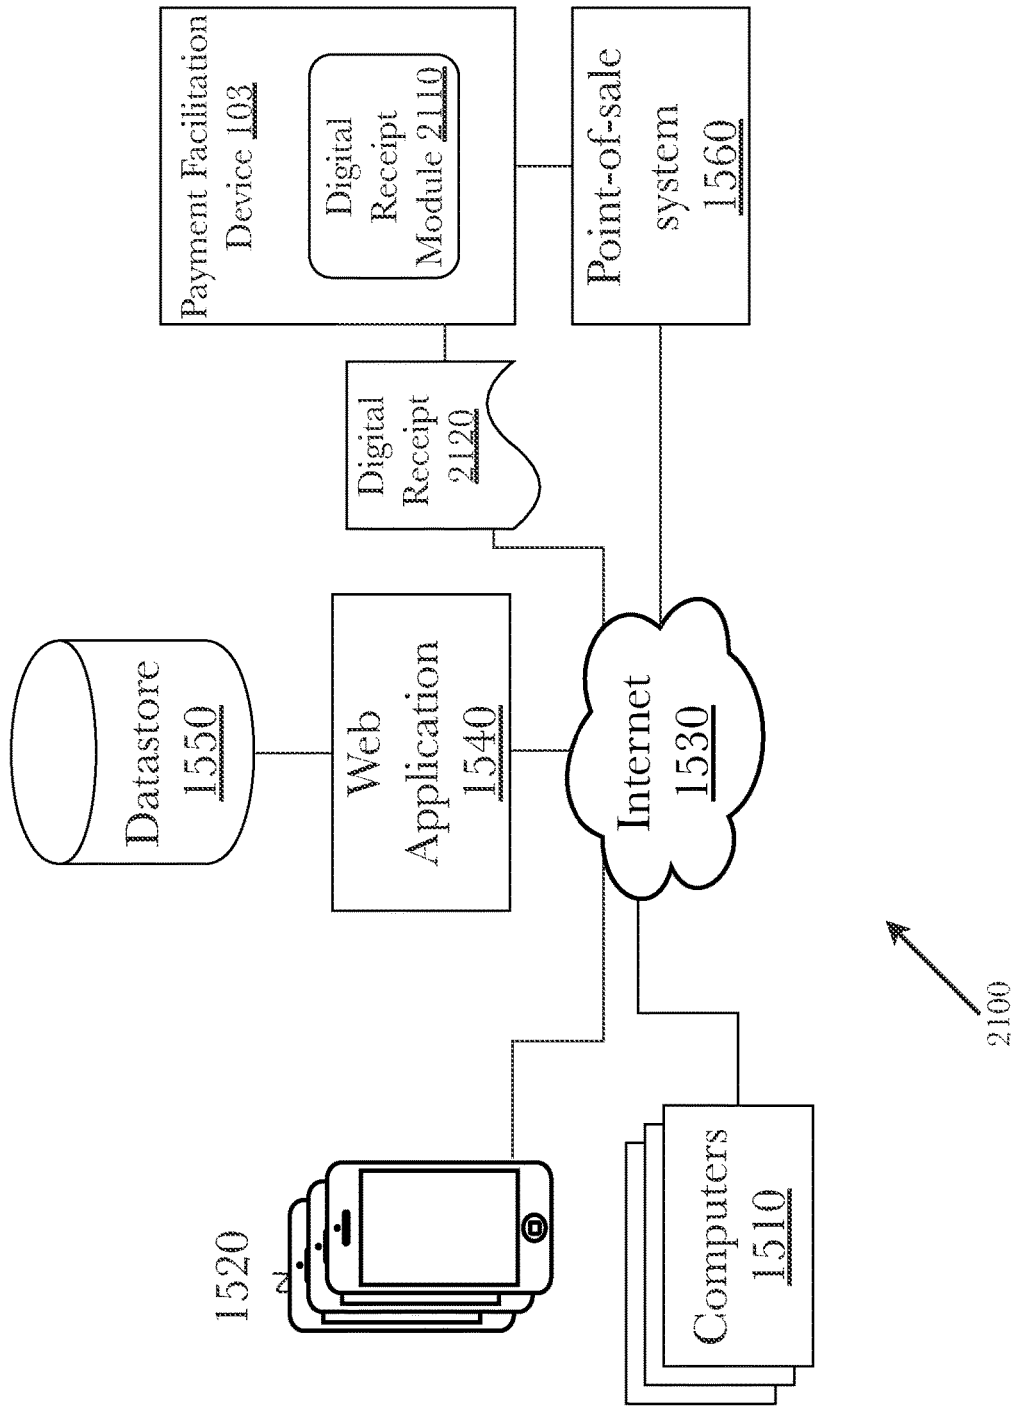 1520
Computers
1510
Datastore
1550
Web
Application
1540
Internet
1530
Digital
Receipt
2120
Payment Facilitation
Device 103
Digital
Receipt
Module 2110
Point-of-sale
system
1560
2100